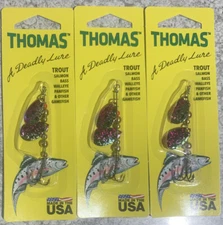 THOMAS
A Deadly Lure
TROUT
SALMON
BASS
WALLEYE
PANFISH
& OTHER
GAMEFISH
USA
THOMAS
A Deadly Lure
TROUT
SALMON
BASS
WALLEYE
PANFISH
& OTHER
GAMEFISH
USA
THOMAS
A Deadly Lure
TROUT
SALMON
BASS
WALLEYE
PANFISH
& OTHER
GAMEFISH
USA